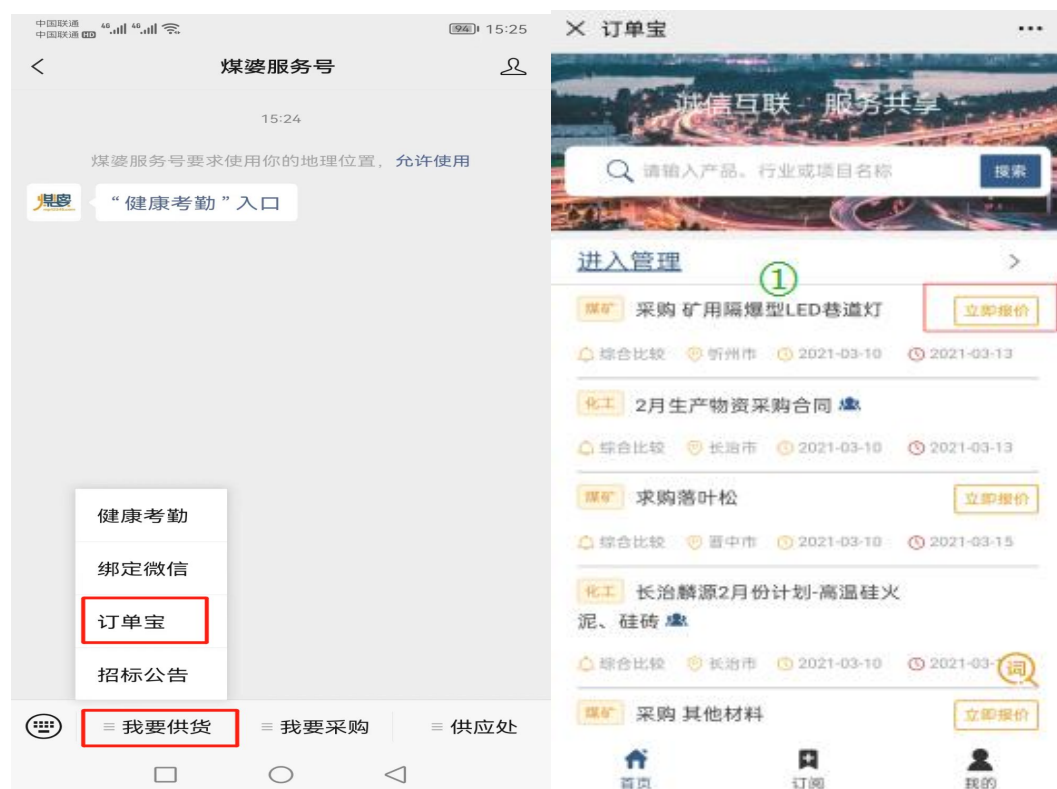 中国联通
中国联通 HD
4G
4G
94
15:25
煤婆服务号
15:24
煤婆服务号要求使用你的地理位置，允许使用
煤婆
“健康考勤”入口
健康考勤
绑定微信
订单宝
招标公告
我要供货
我要采购
供应处
订单宝
诚信互联 服务共享
请输入产品、行业或项目名称
搜索
进入管理
①
煤矿 采购 矿用隔爆型LED巷道灯 立即报价
综合比较 忻州市 2021-03-10 2021-03-13
化工 2月生产物资采购合同
综合比较 长治市 2021-03-10 2021-03-13
煤矿 求购落叶松 立即报价
综合比较 晋中市 2021-03-10 2021-03-15
化工 长治麟源2月份计划-高温硅火
泥、硅砖
综合比较 长治市 2021-03-10 2021-03-
词
煤矿 采购 其他材料 立即报价
首页
订阅
我的